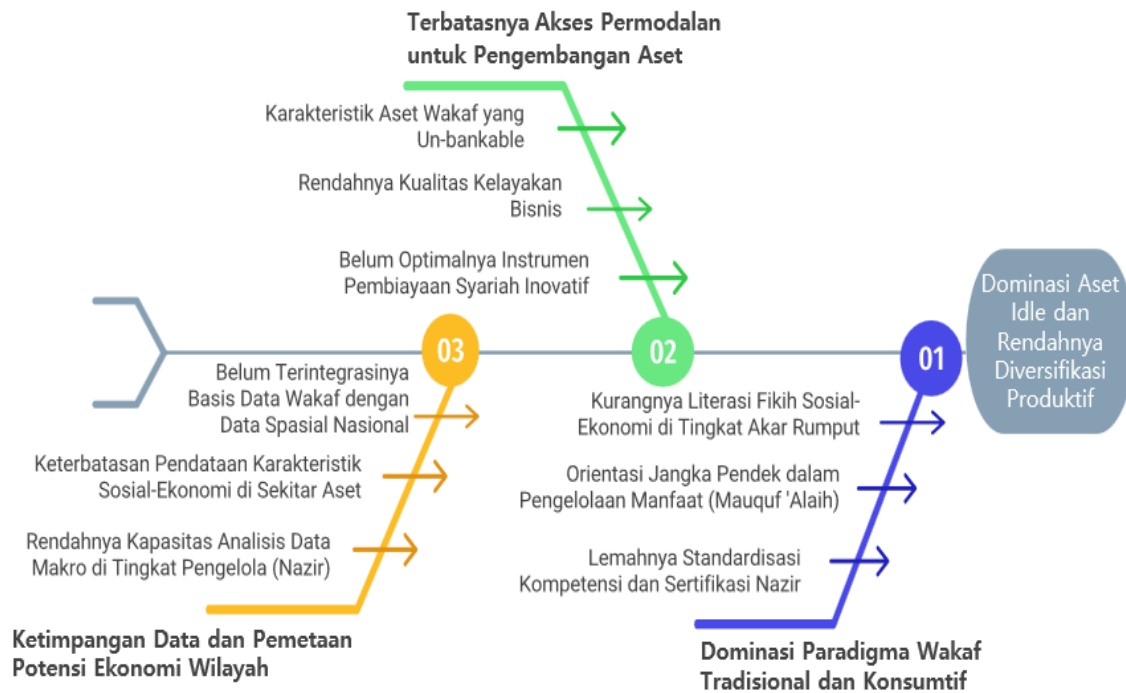 Terbatasnya Akses Permodalan
untuk Pengembangan Aset
Karakteristik Aset Wakaf yang
Un-bankable
Rendahnya Kualitas Kelayakan
Bisnis
Belum Optimalnya Instrumen
Pembiayaan Syariah Inovatif
Dominasi Aset
Idle dan
Rendahnya
Diversifikasi
Produktif
03
02
01
Belum Terintegrasinya
Basis Data Wakaf dengan
Data Spasial Nasional
Keterbatasan Pendataan Karakteristik
Sosial-Ekonomi di Sekitar Aset
Rendahnya Kapasitas Analisis Data
Makro di Tingkat Pengelola (Nazir)
Ketimpangan Data dan Pemetaan
Potensi Ekonomi Wilayah
Kurangnya Literasi Fikih Sosial-
Ekonomi di Tingkat Akar Rumput
Orientasi Jangka Pendek dalam
Pengelolaan Manfaat (Mauquf 'Alaih)
Lemahnya Standardisasi
Kompetensi dan Sertifikasi Nazir
Dominasi Paradigma Wakaf
Tradisional dan Konsumtif